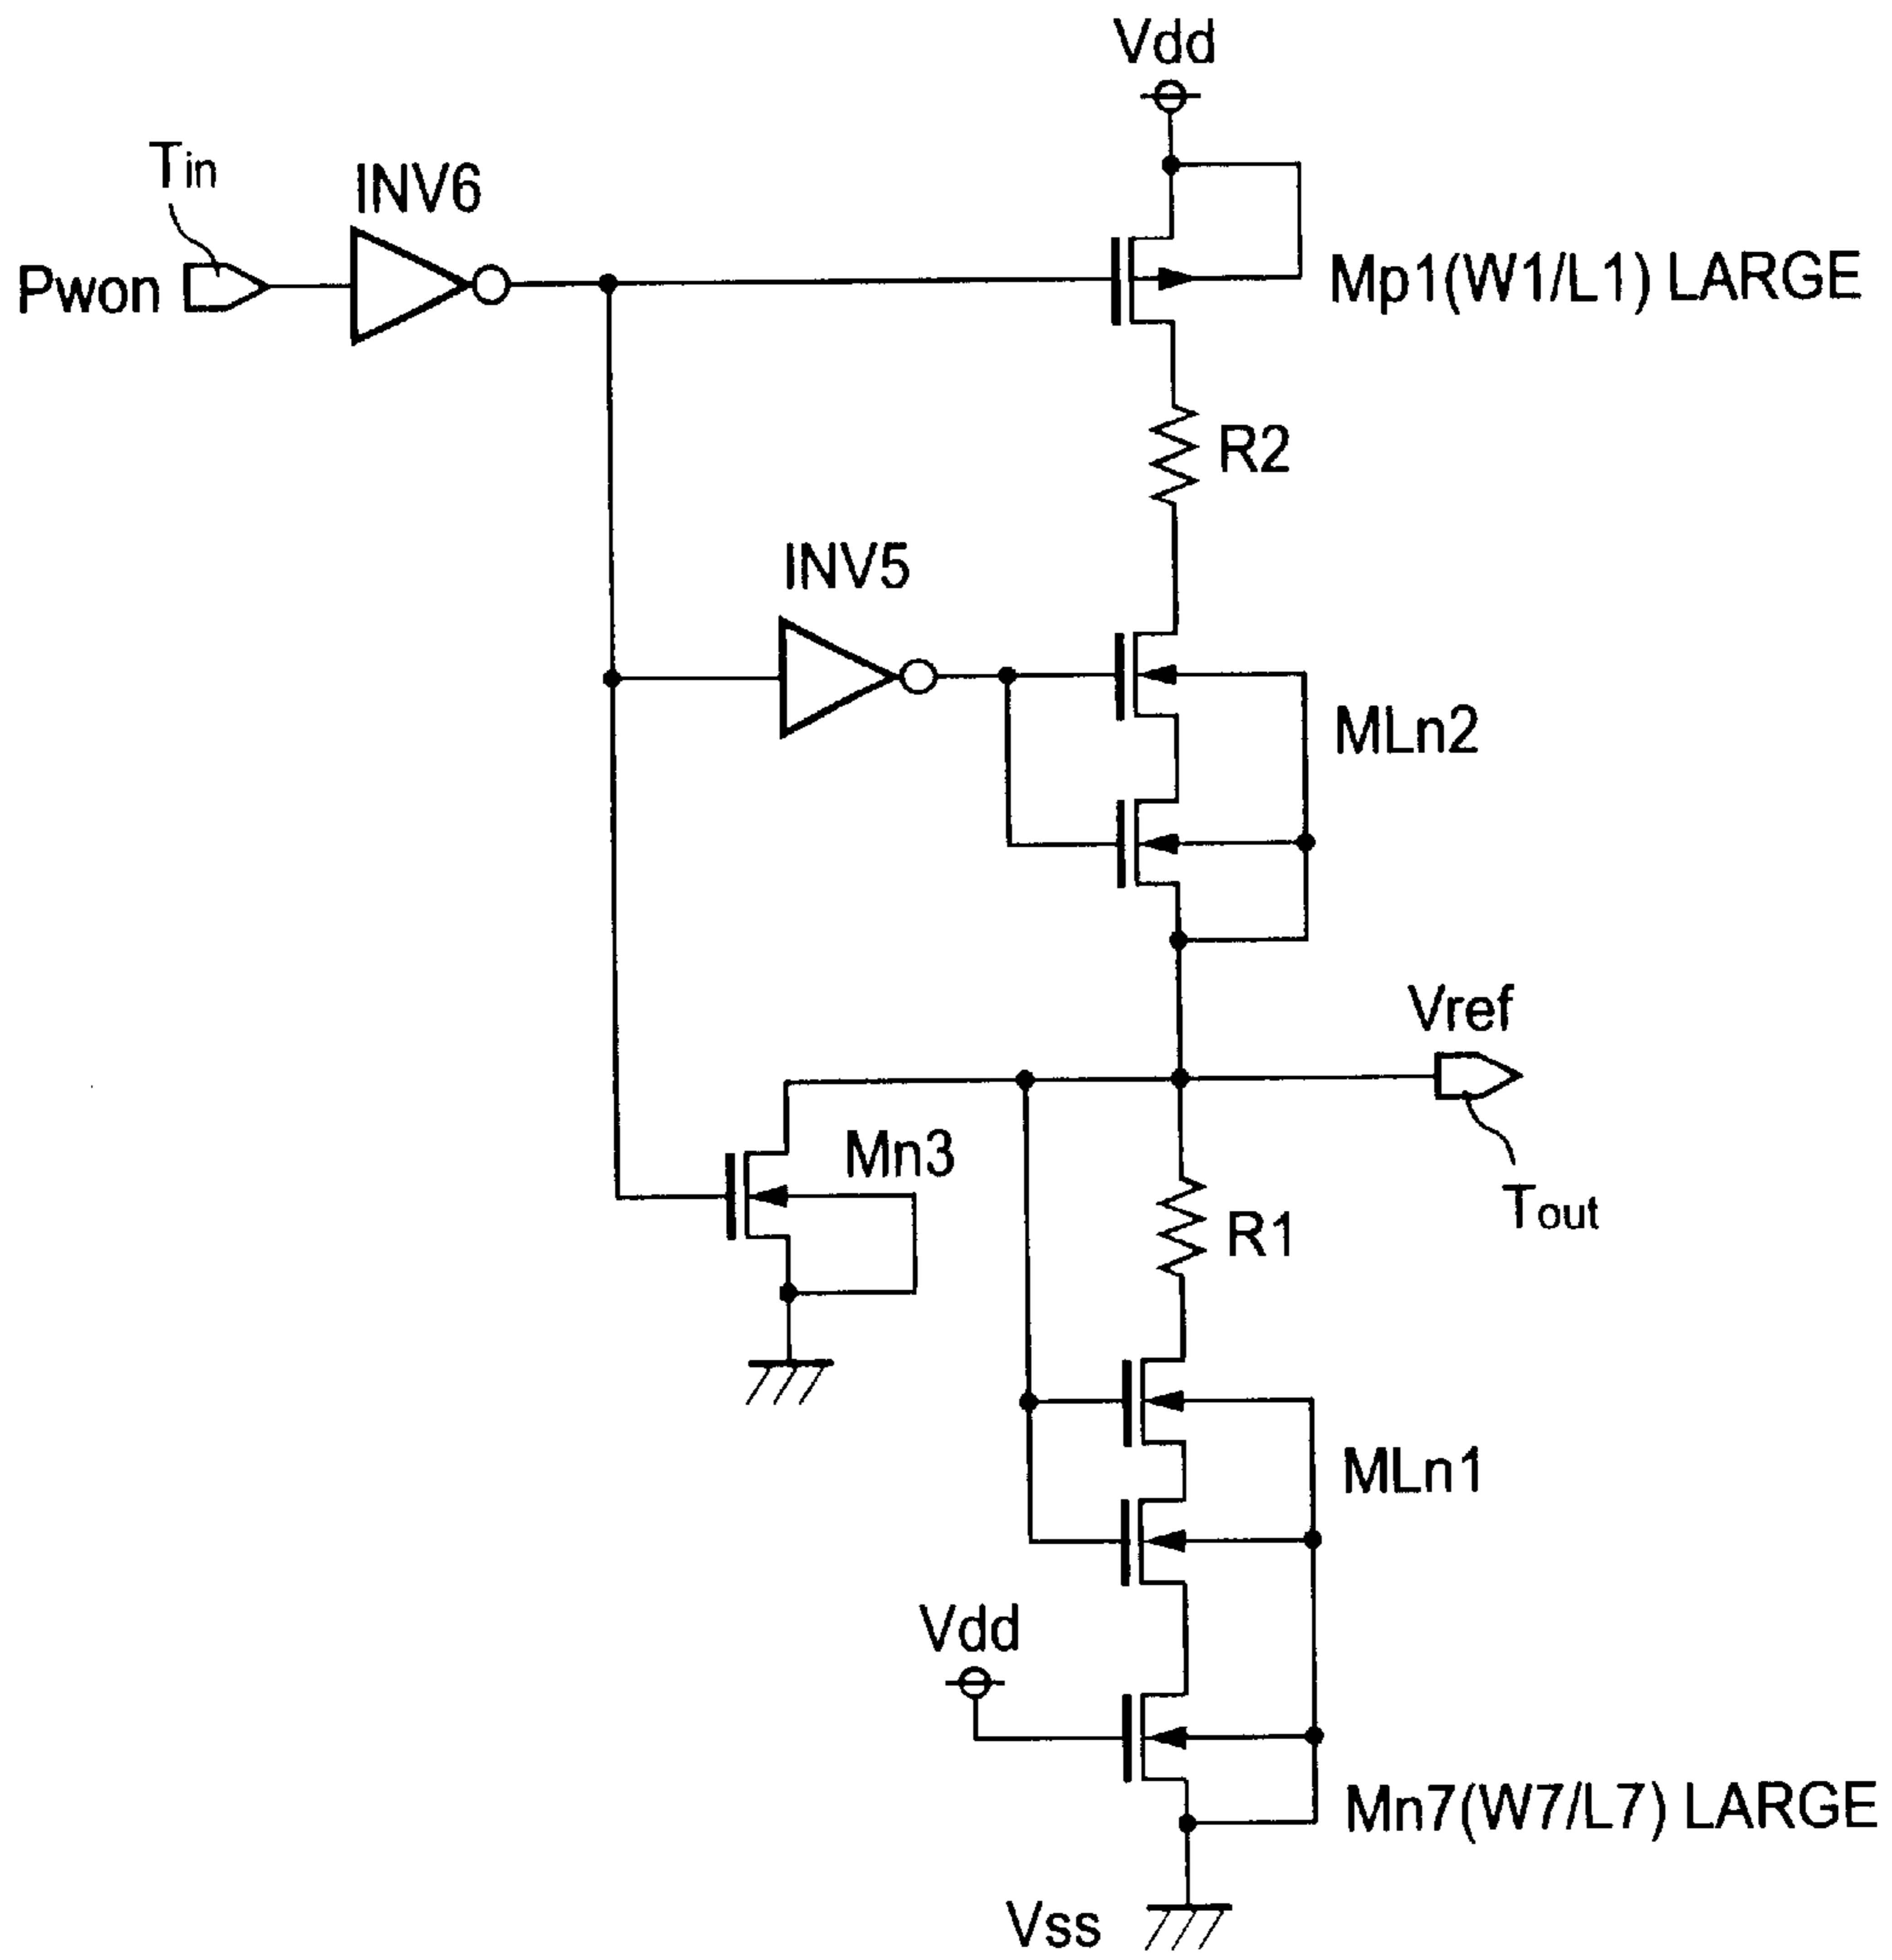 Vdd
Tin
INV6
Pwon
Mp1(W1/L1) LARGE
R2
INV5
MLn2
Vref
Mn3
Tout
R1
MLn1
Vdd
Mn7(W7/L7) LARGE
Vss